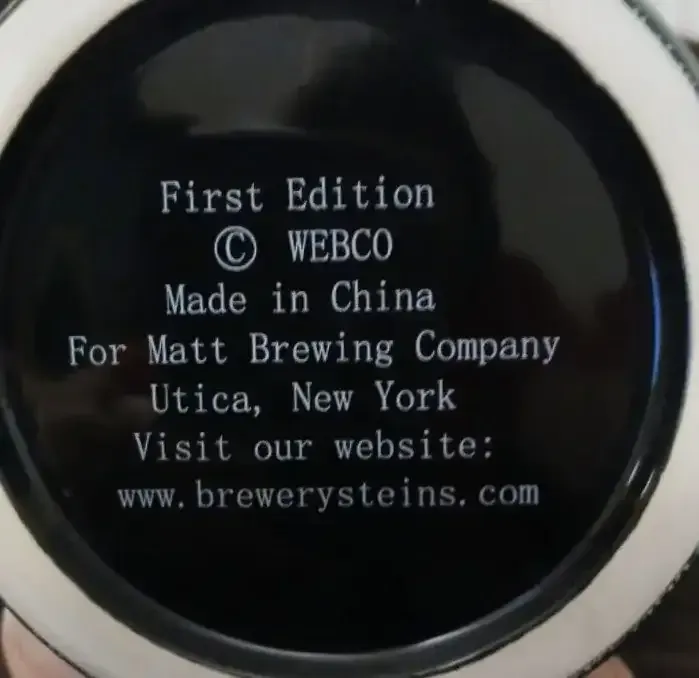 First Edition
© WEBCO
Made in China
For Matt Brewing Company
Utica, New York
Visit our website:
www.brewerysteins.com